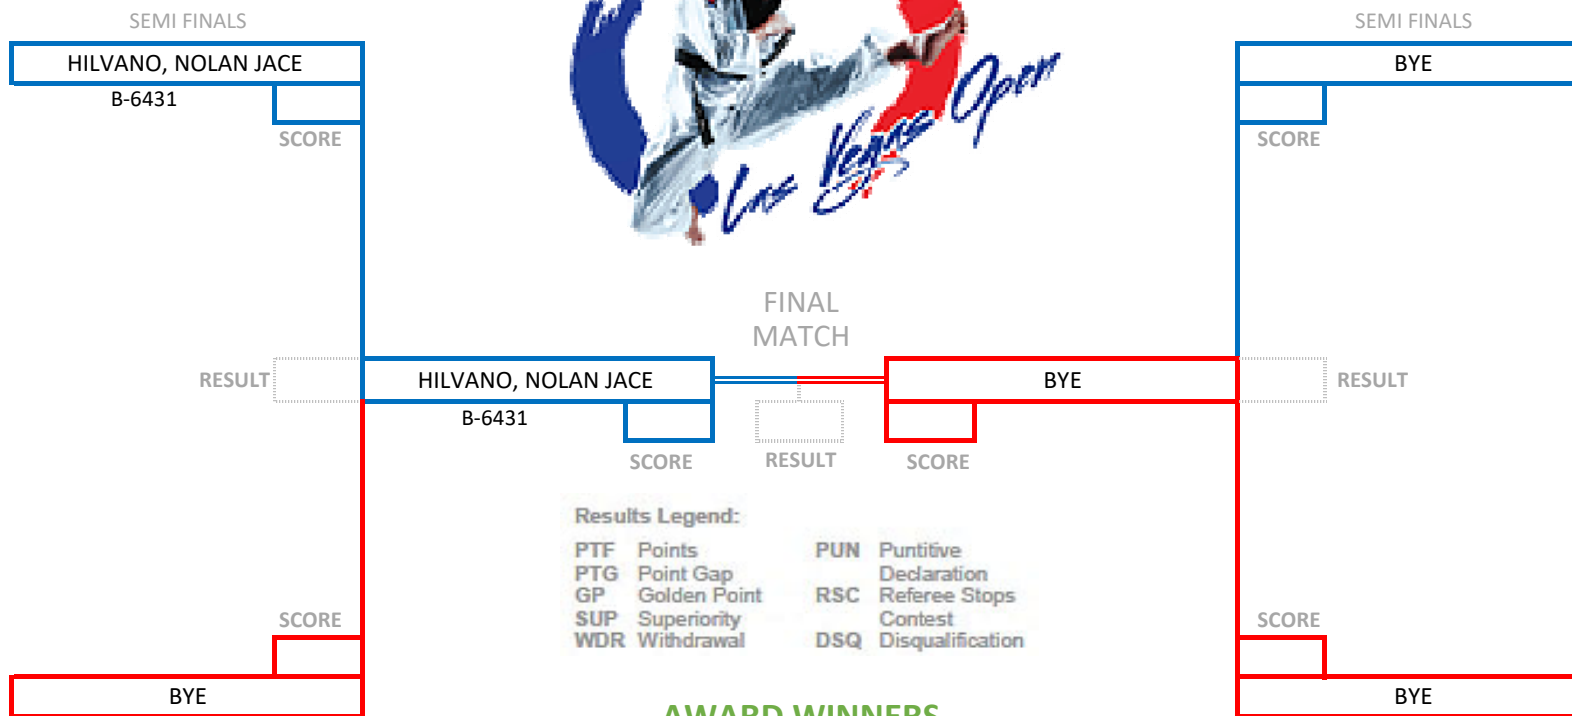 SEMI FINALS
SEMI FINALS
HILVANO, NOLAN JACE
BYE
B-6431
SCORE
SCORE
Las Vegas Open
FINAL
MATCH
RESULT
HILVANO, NOLAN JACE
BYE
RESULT
B-6431
SCORE
RESULT
SCORE
Results Legend:
PTF Points
PTG Point Gap
GP Golden Point
SUP Superiority
WDR Withdrawal
PUN Puntitive
Declaration
RSC Referee Stops
Contest
DSQ Disqualification
SCORE
SCORE
BYE
BYE
AWARD WINNERS